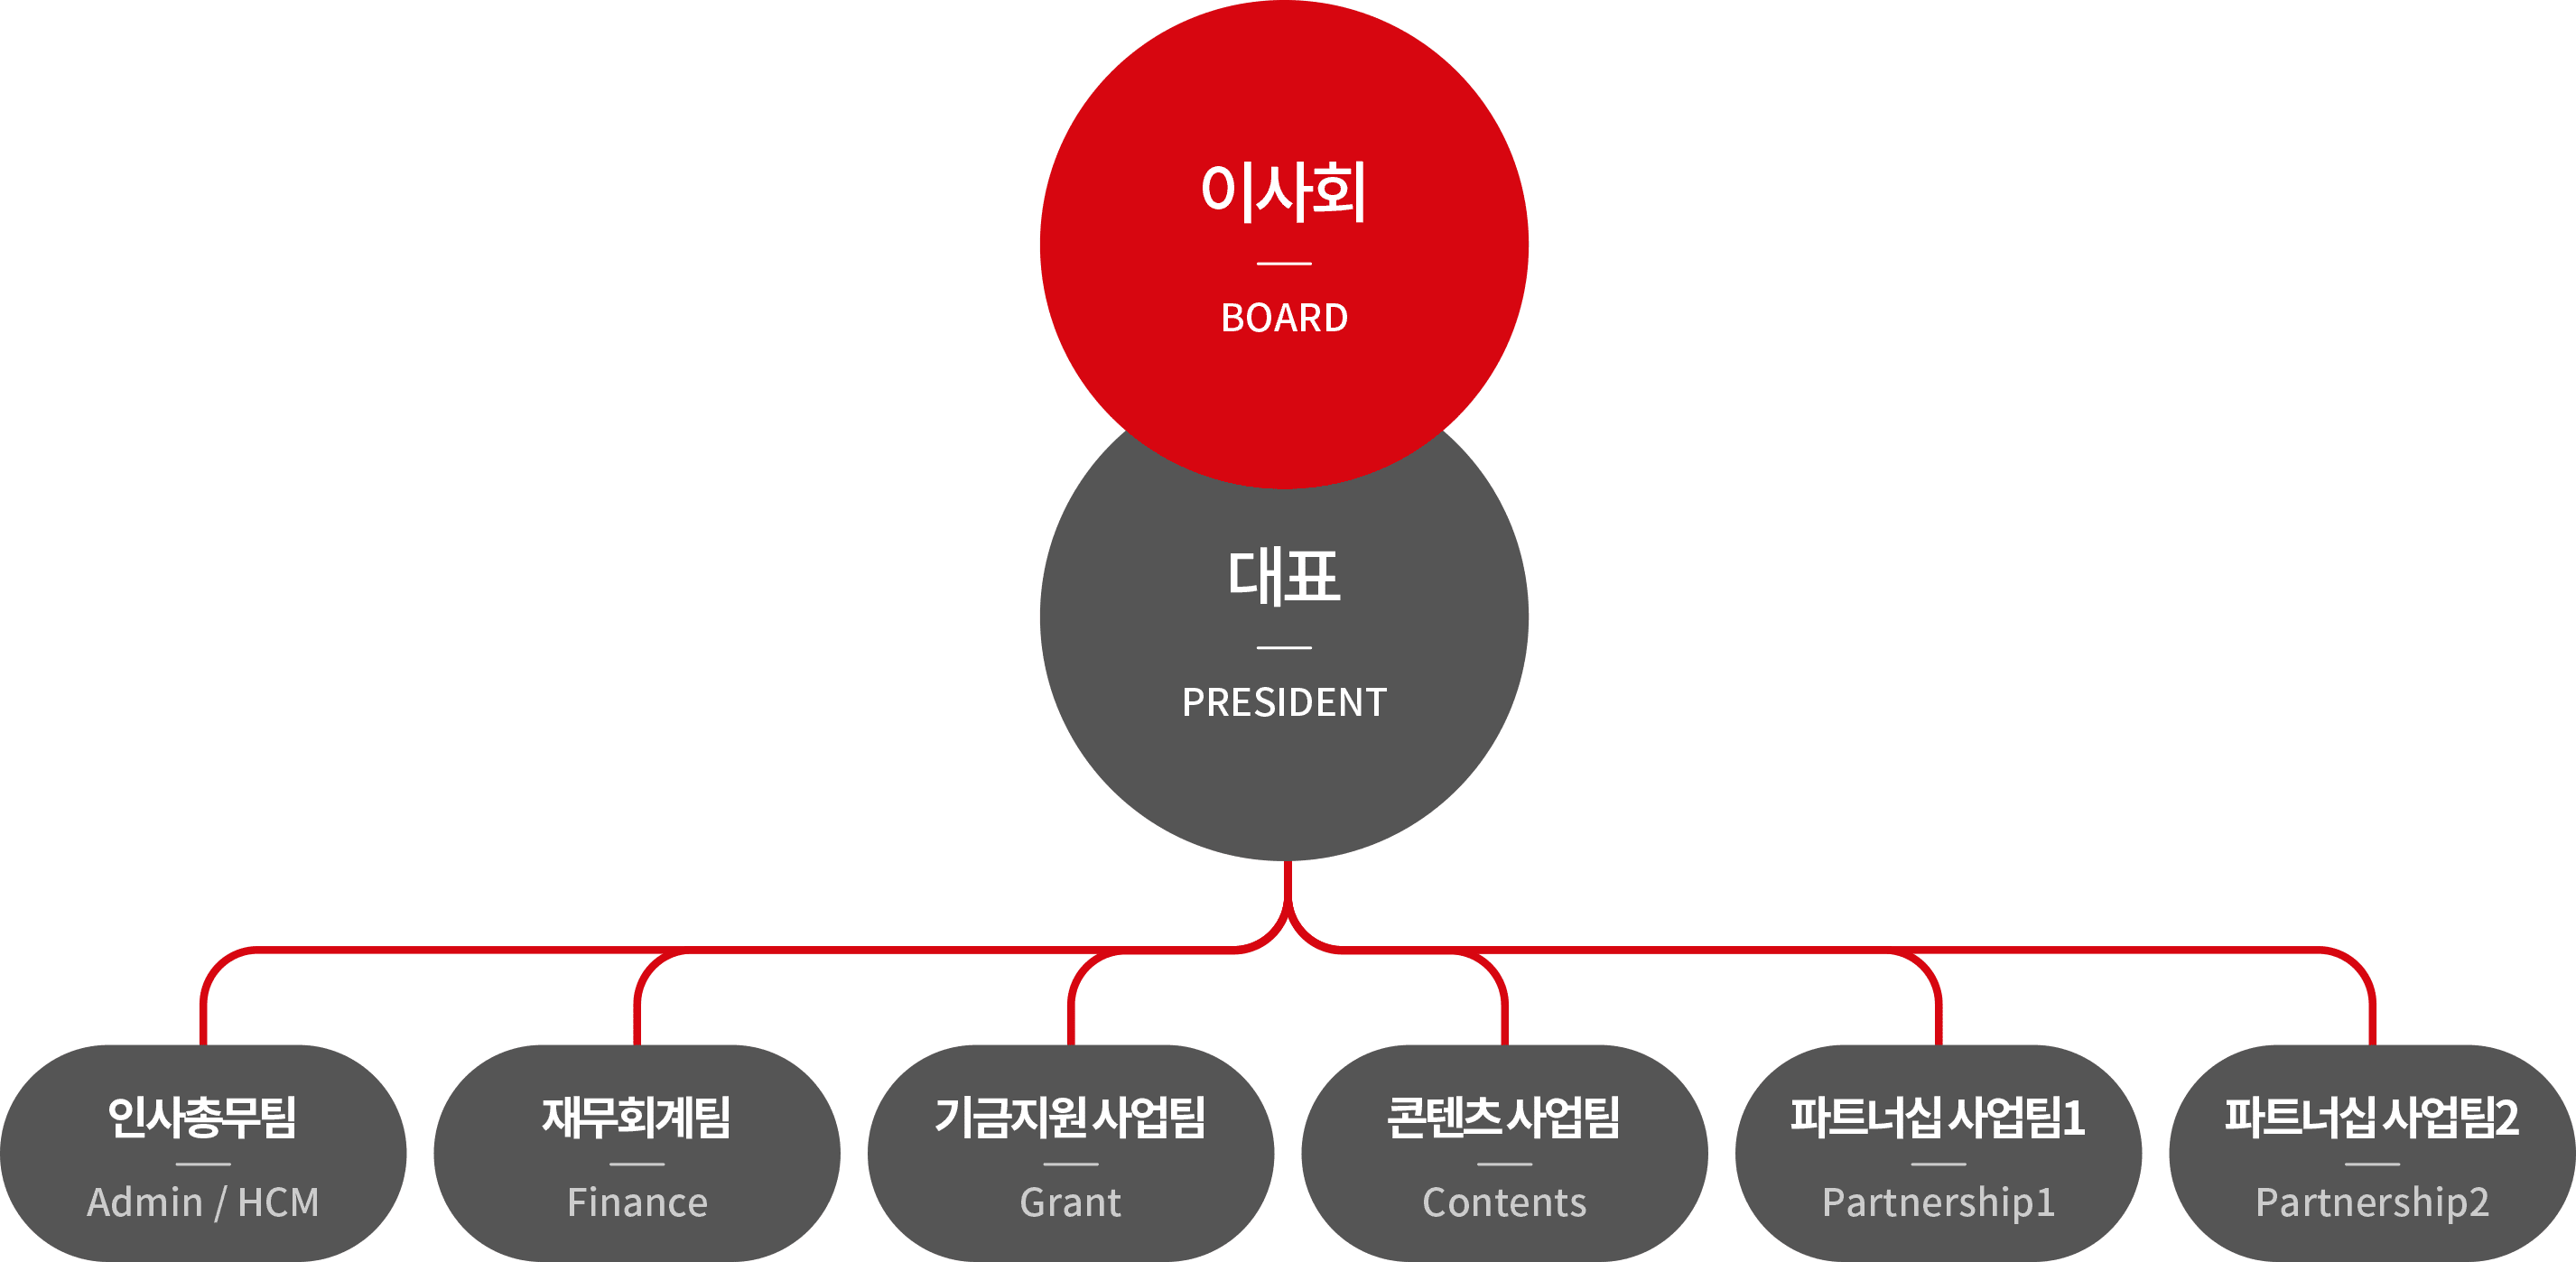 이사회
BOARD
대표
PRESIDENT
인사총무팀
Admin / HCM
재무회계팀
Finance
기금지원 사업팀
Grant
콘텐츠 사업팀
Contents
파트너십 사업팀1
Partnership1
파트너십 사업팀2
Partnership2